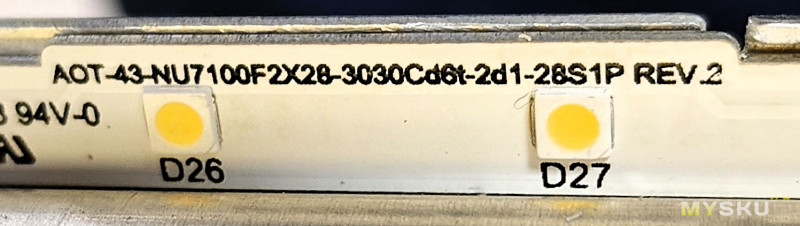 AOT-43-NU7100F2X28-3030Cd6t-2d1-28S1P REV.2
94V-0
D26
D27
MYSKU